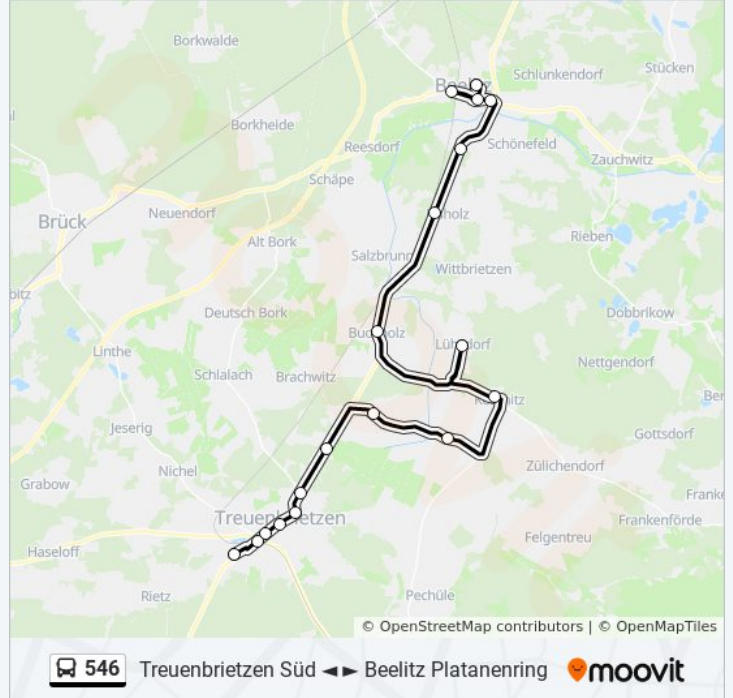 Borkwalde
Stücken
Schlunkendorf
Borkheide
Reesdorf
Schönefeld
Zauchwitz
Schäpe
Brück
Neuendorf
Alt Bork
Rieben
Salzbrunn
Wittbrietzen
Deutsch Bork
Dobbrikow
Linthe
Nettgendorf
Schlalach
Brachwitz
Jeserig
Gottsdorf
Nichel
Zülichendorf
Grabow
Franke
Treuenbrietzen
Frankenförde
Felgentreu
Haseloff
Rietz
Pechüle
© OpenStreetMap contributors | © OpenMapTiles
546 Treuenbrietzen Süd ◄ ► Beelitz Platanenring moovit